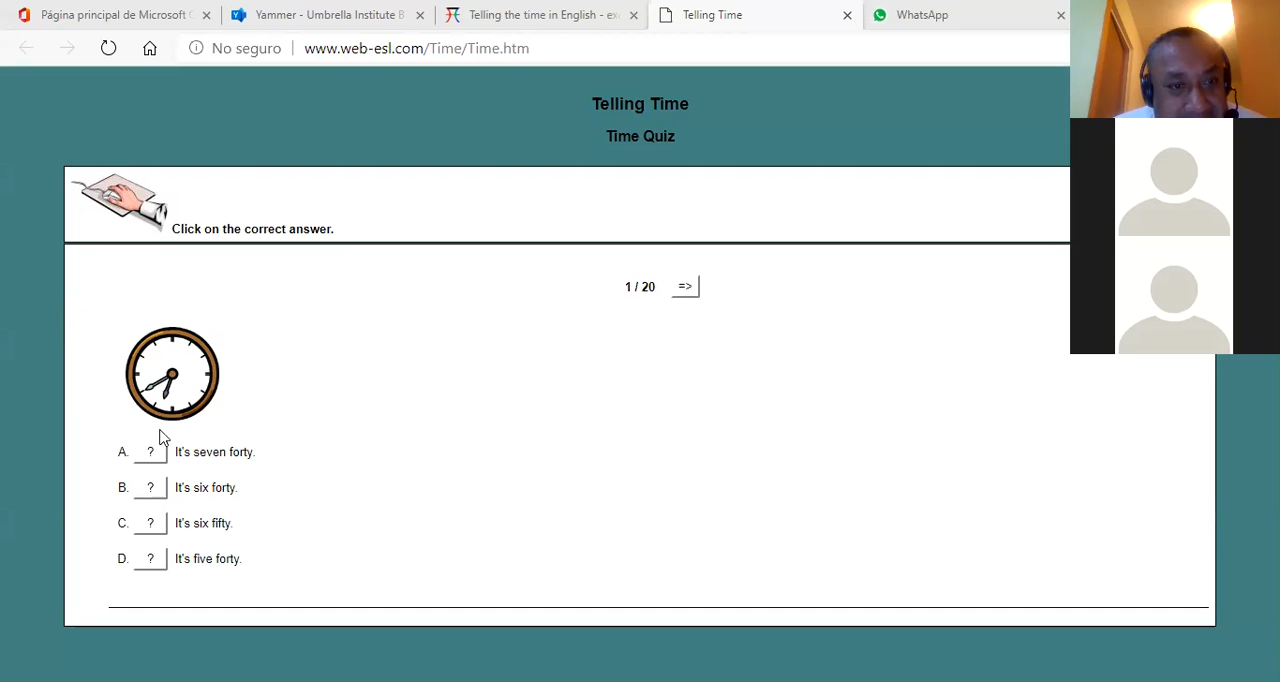 Página principal de Microsoft
Yammer - Umbrella Institute B
Telling the time in English - ex
Telling Time
WhatsApp
No seguro
www.web-esl.com/Time/Time.htm
Telling Time
Time Quiz
Click on the correct answer.
1 / 20 =>
A. ? It's seven forty.
B. ? It's six forty.
C. ? It's six fifty.
D. ? It's five forty.